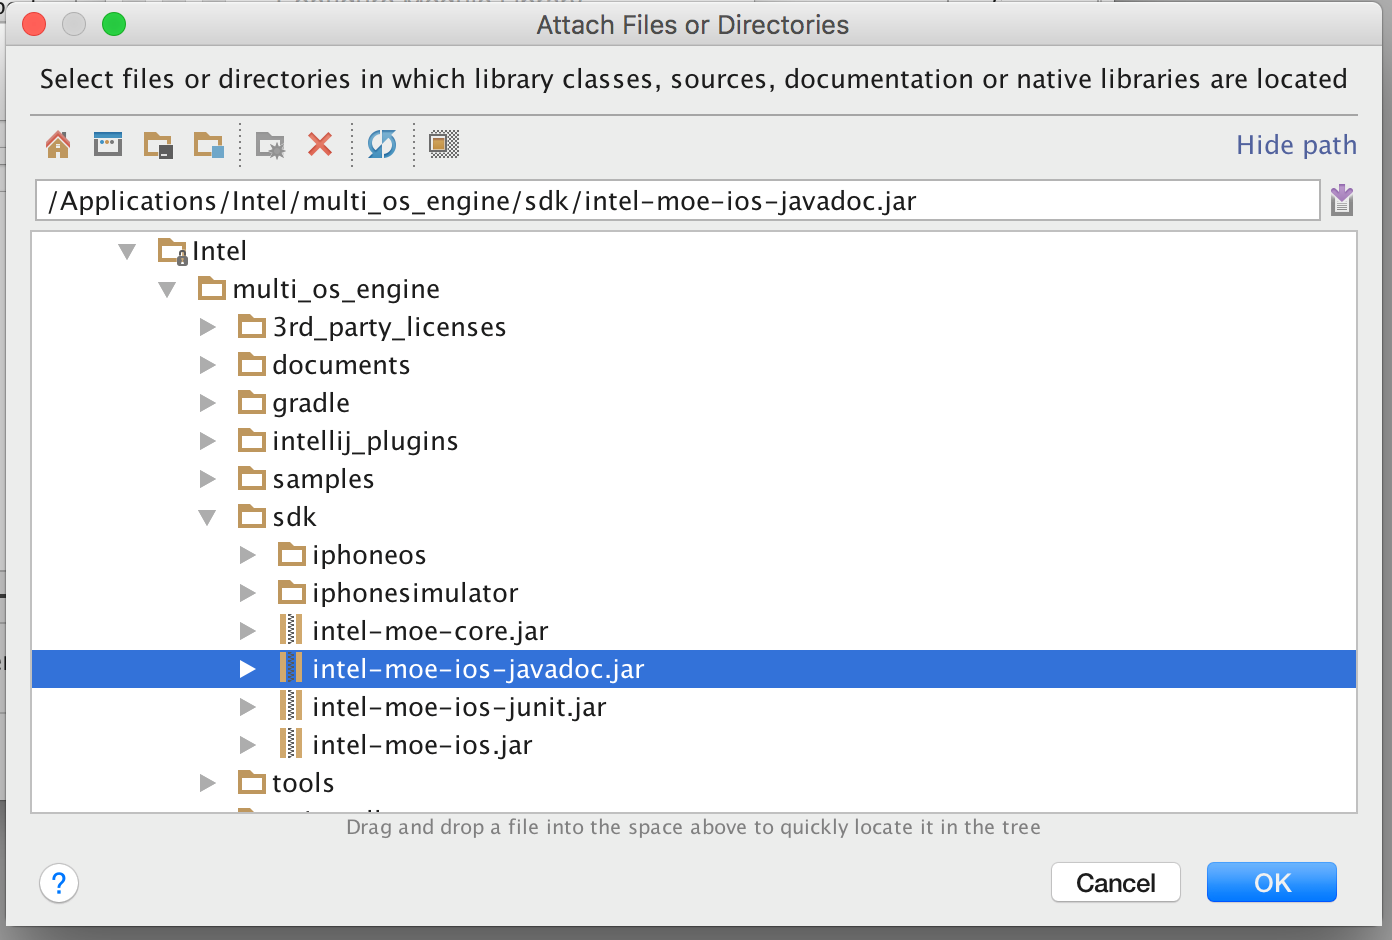 Attach Files or Directories
Select files or directories in which library classes, sources, documentation or native libraries are located
Hide path
/Applications/Intel/multi_os_engine/sdk/intel-moe-ios-javadoc.jar
Intel
multi_os_engine
3rd_party_licenses
documents
gradle
intellij_plugins
samples
sdk
iphoneos
iphonesimulator
intel-moe-core.jar
intel-moe-ios-javadoc.jar
intel-moe-ios-junit.jar
intel-moe-ios.jar
tools
Drag and drop a file into the space above to quickly locate it in the tree
?
Cancel
OK